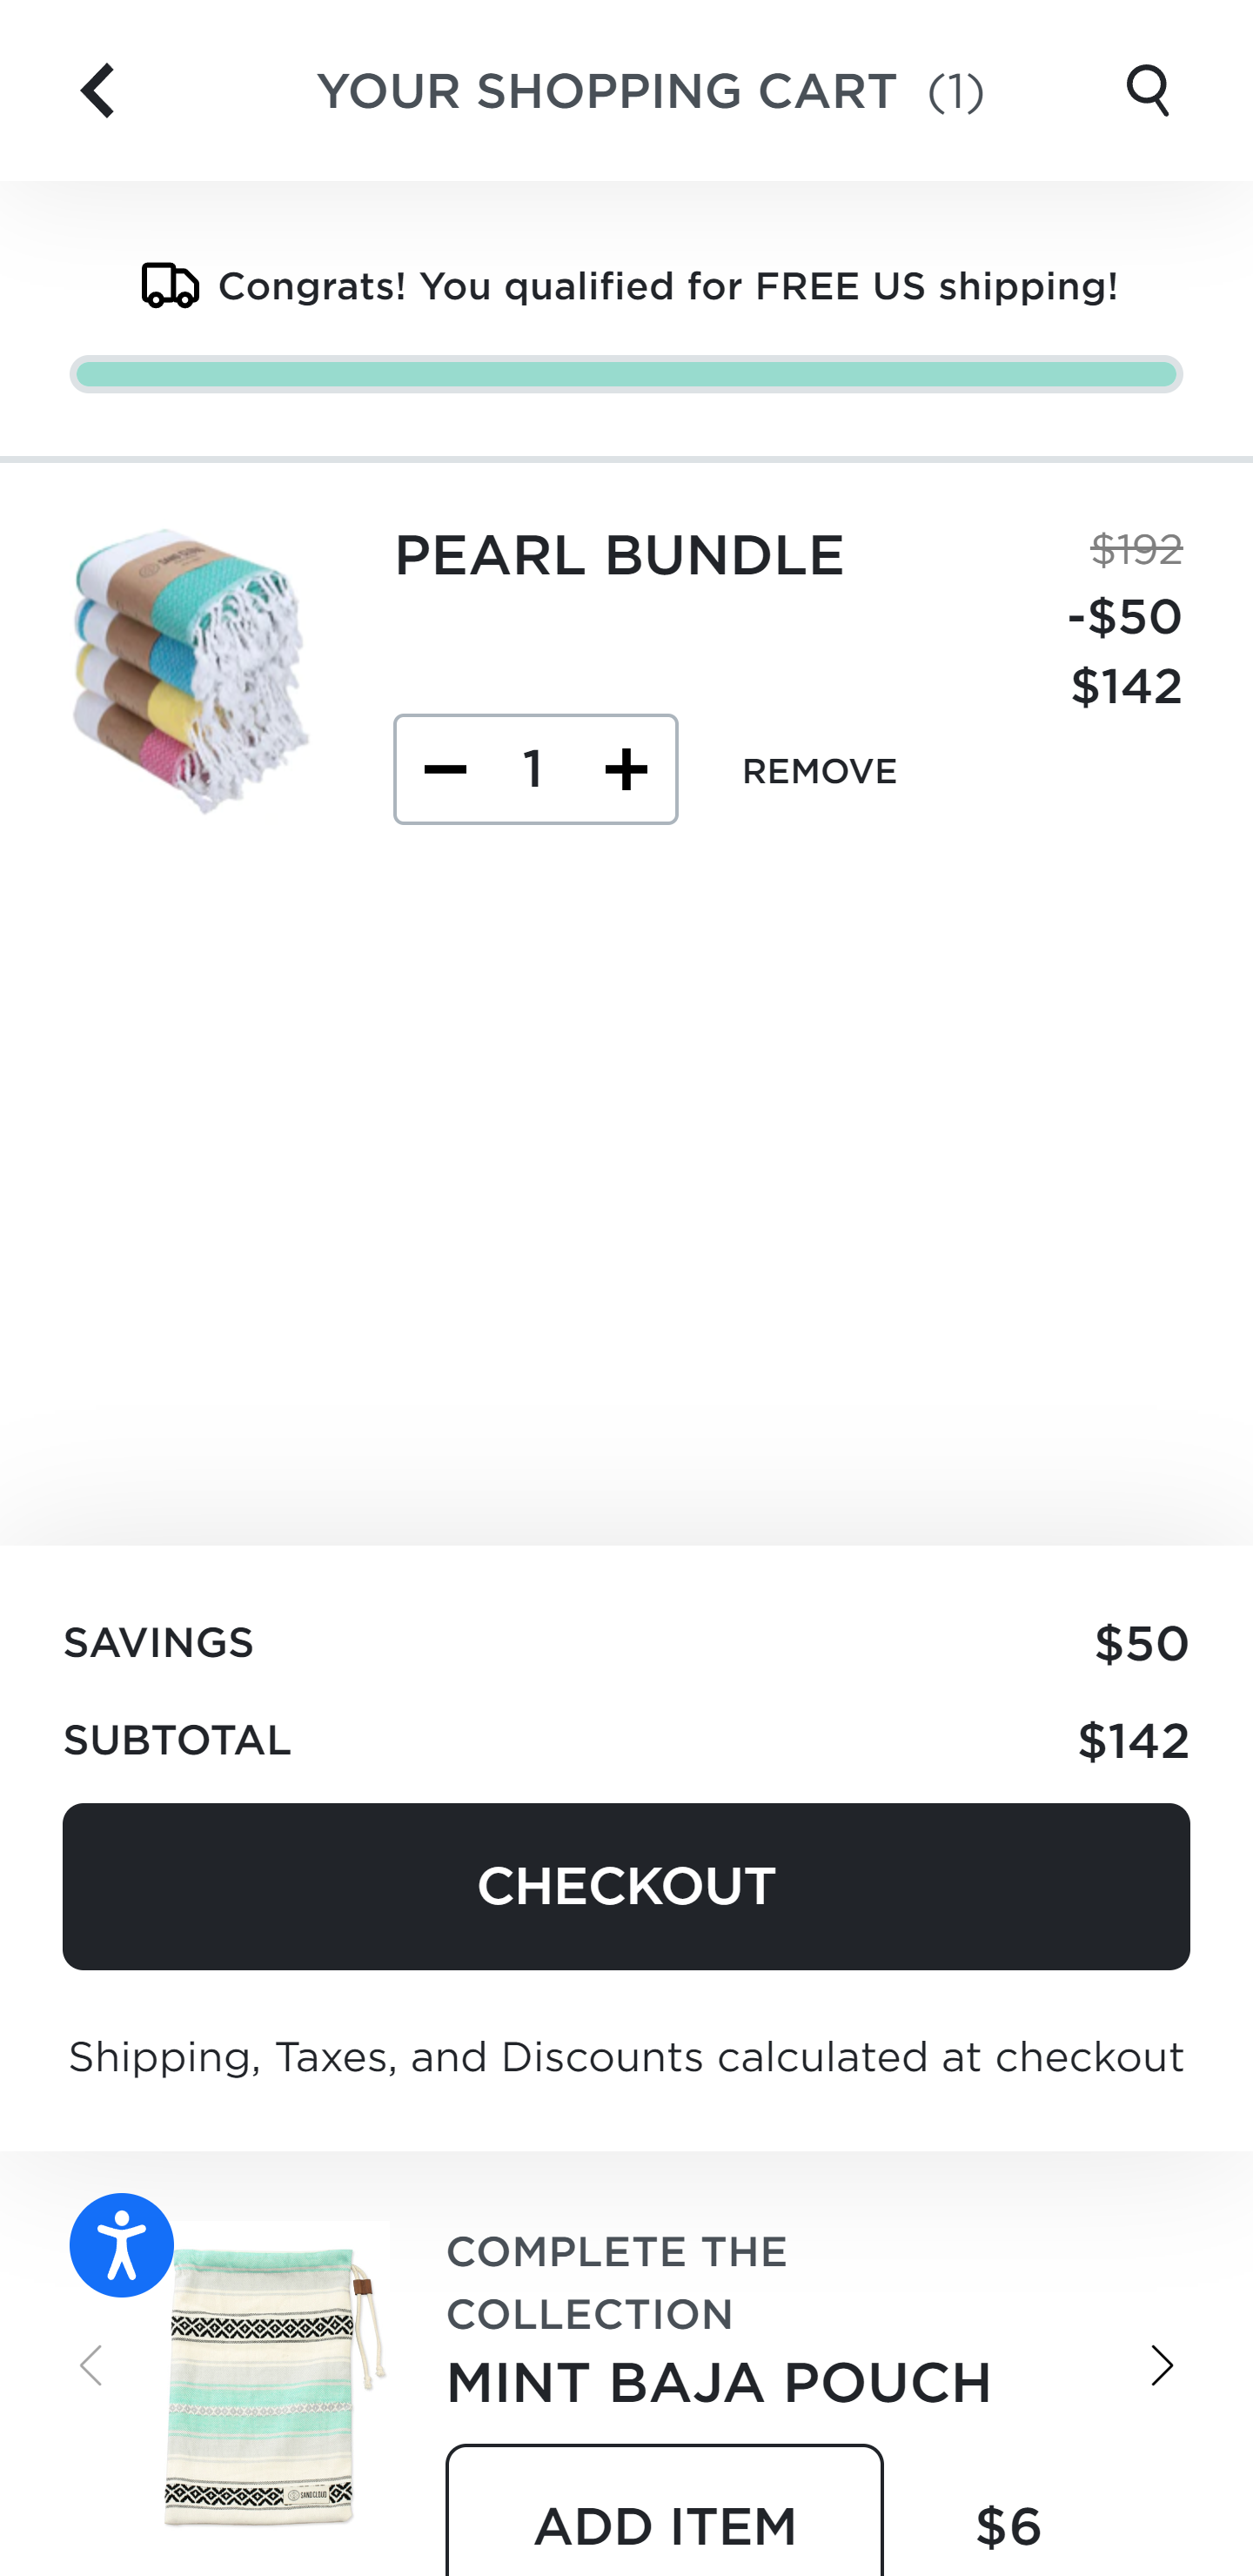 YOUR SHOPPING CART (1)
Congrats! You qualified for FREE US shipping!
PEARL BUNDLE
$192
-$50
$142
1
REMOVE
SAVINGS
$50
SUBTOTAL
$142
CHECKOUT
Shipping, Taxes, and Discounts calculated at checkout
COMPLETE THE
COLLECTION
MINT BAJA POUCH
SAND CLOUD
ADD ITEM
$6